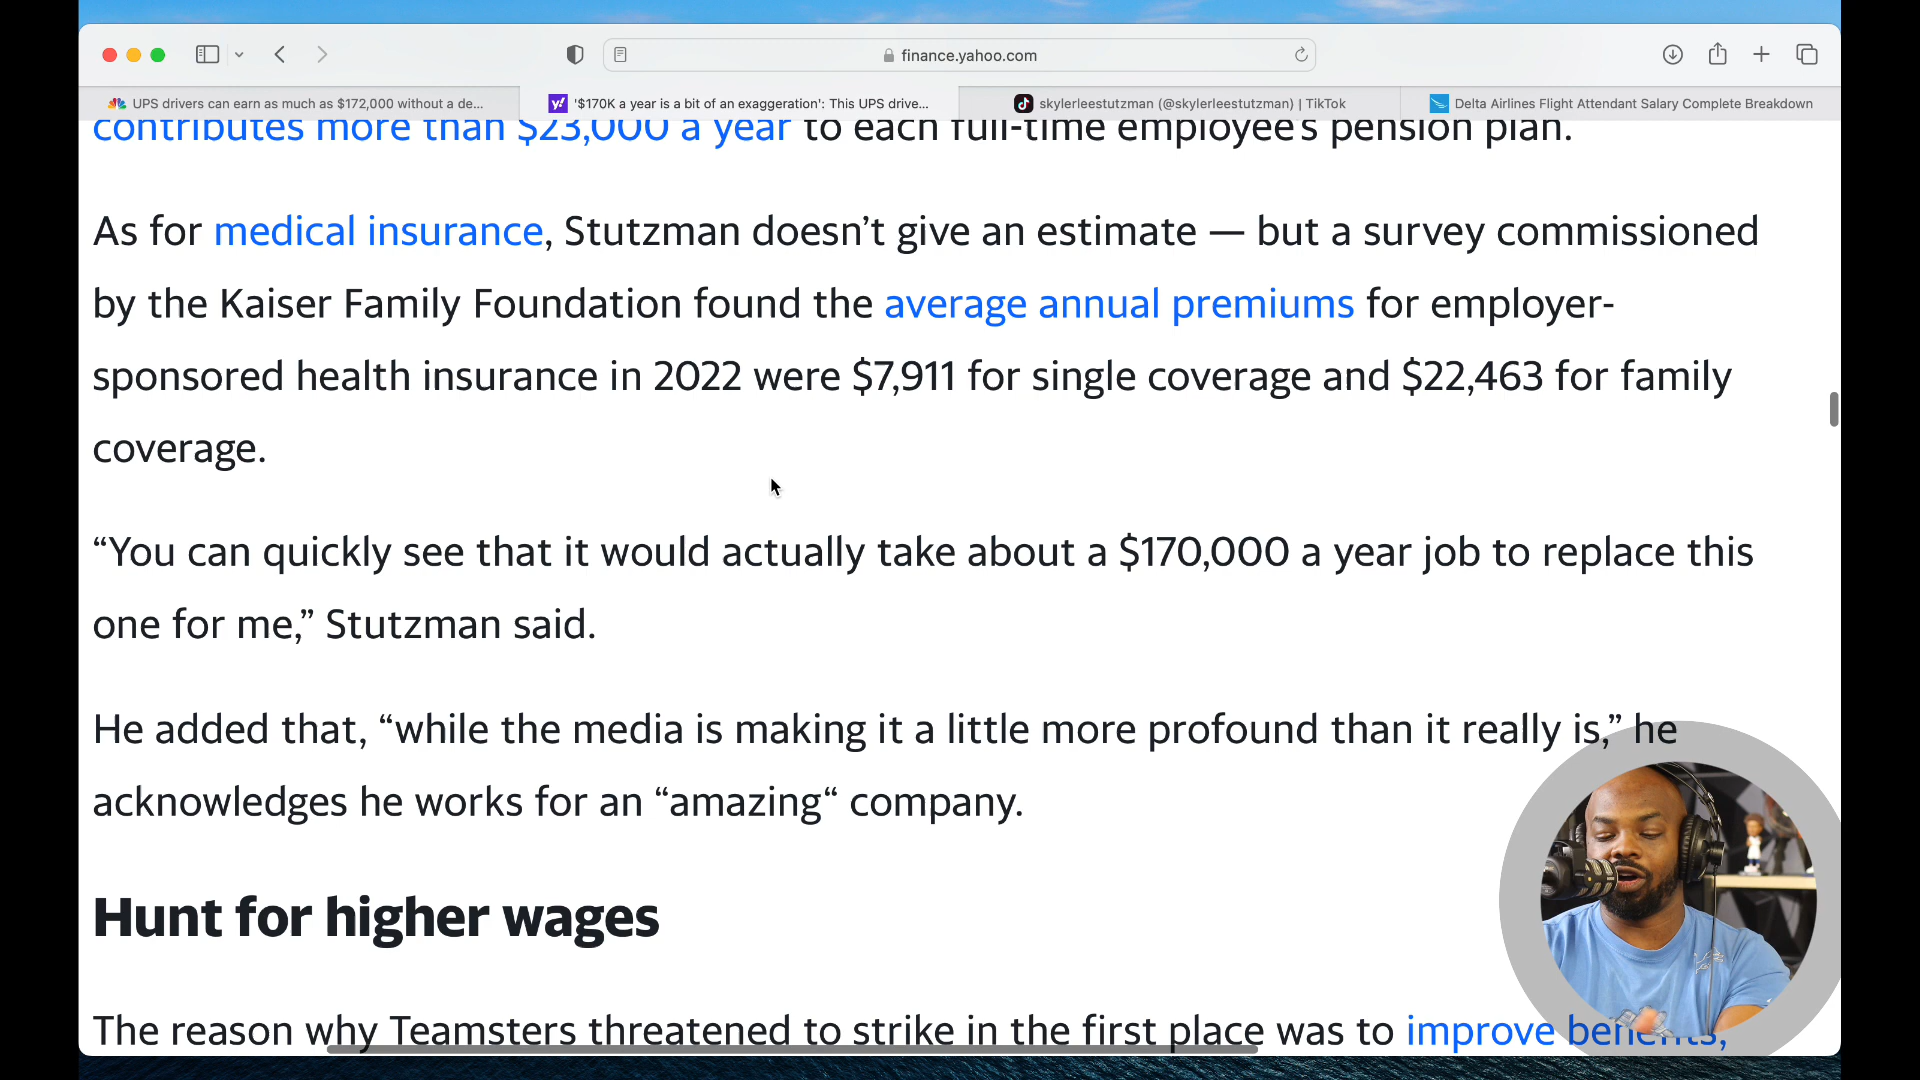 finance.yahoo.com
UPS drivers can earn as much as $172,000 without a de...
'$170K a year is a bit of an exaggeration': This UPS drive...
skylerleestutzman (@skylerleestutzman) | TikTok
Delta Airlines Flight Attendant Salary Complete Breakdown
contributes more than $23,000 a year to each full-time employee's pension plan.
As for medical insurance, Stutzman doesn’t give an estimate — but a survey commissioned
by the Kaiser Family Foundation found the average annual premiums for employer-
sponsored health insurance in 2022 were $7,911 for single coverage and $22,463 for family
coverage.
“You can quickly see that it would actually take about a $170,000 a year job to replace this
one for me,” Stutzman said.
He added that, “while the media is making it a little more profound than it really is,” he
acknowledges he works for an “amazing“ company.
Hunt for higher wages
The reason why Teamsters threatened to strike in the first place was to improve benefits,